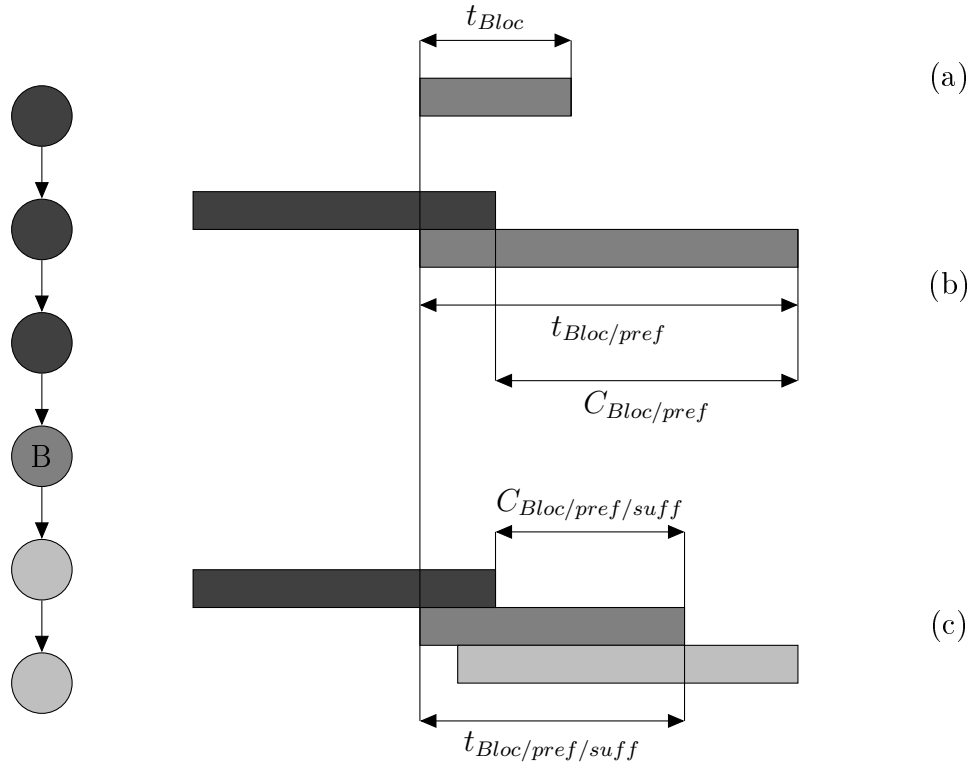 t_{Bloc}
(a)
(b)
t_{Bloc/pref}
C_{Bloc/pref}
B
C_{Bloc/pref/suff}
(c)
t_{Bloc/pref/suff}